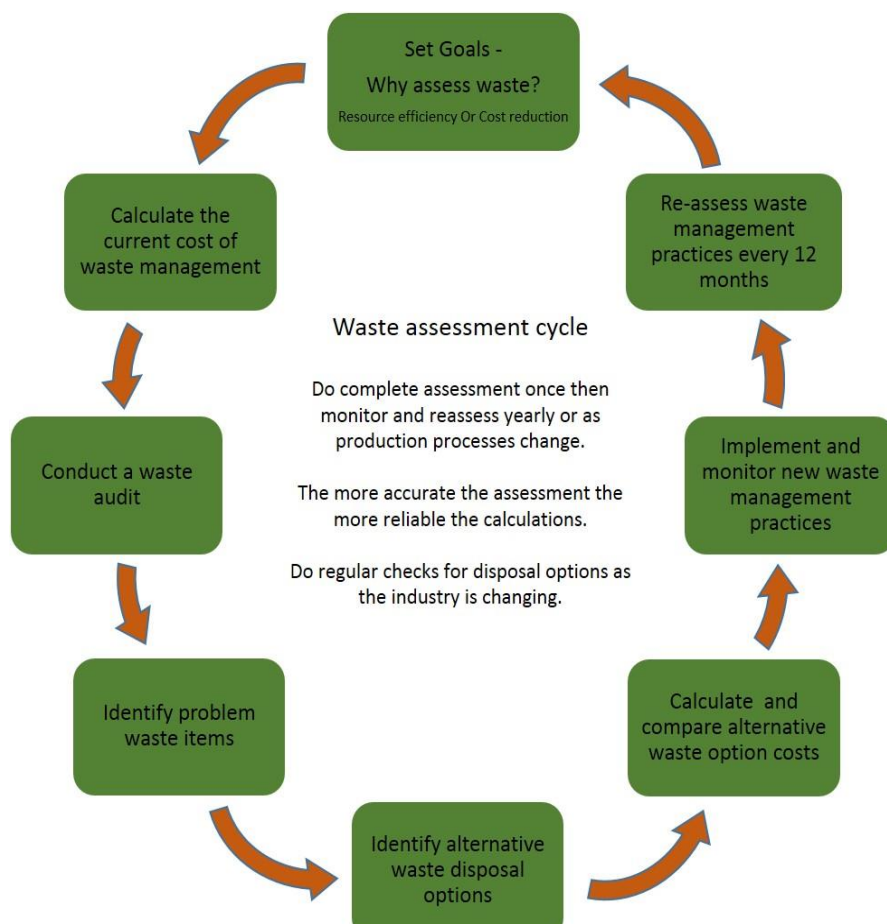 Set Goals -
Why assess waste?
Resource efficiency Or Cost reduction
Calculate the
current cost of
waste management
Conduct a waste
audit
Identify problem
waste items
Identify alternative
waste disposal
options
Calculate and
compare alternative
waste option costs
Implement and
monitor new waste
management
practices
Re-assess waste
management
practices every 12
months
Waste assessment cycle
Do complete assessment once then
monitor and reassess yearly or as
production processes change.
The more accurate the assessment the
more reliable the calculations.
Do regular checks for disposal options as
the industry is changing.